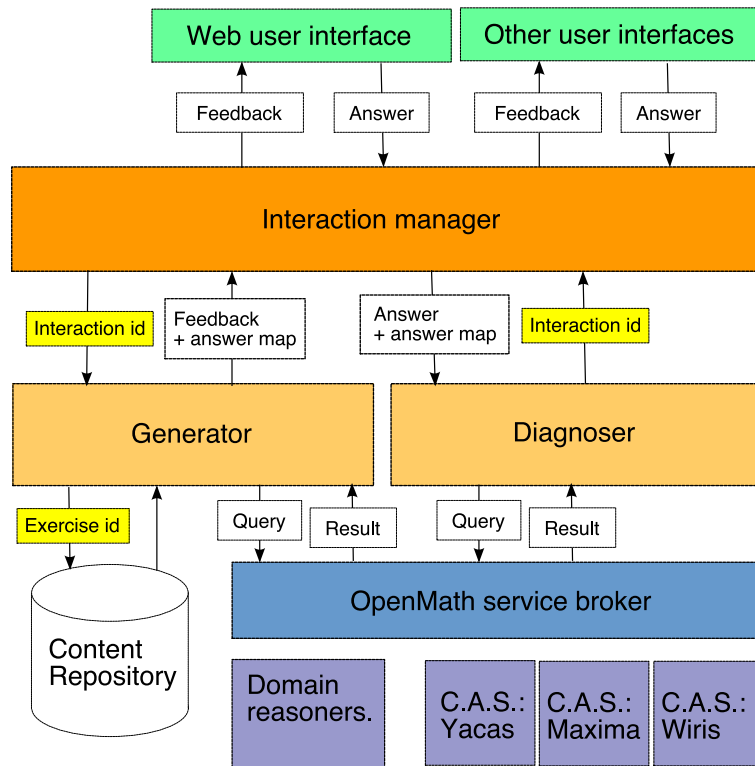 Web user interface
Other user interfaces
Feedback
Answer
Feedback
Answer
Interaction manager
Interaction id
Feedback
+ answer map
Answer
+ answer map
Interaction id
Generator
Diagnoser
Exercise id
Query
Result
Query
Result
OpenMath service broker
Content
Repository
Domain
reasoners.
C.A.S.:
Yacas
C.A.S.:
Maxima
C.A.S.:
Wiris